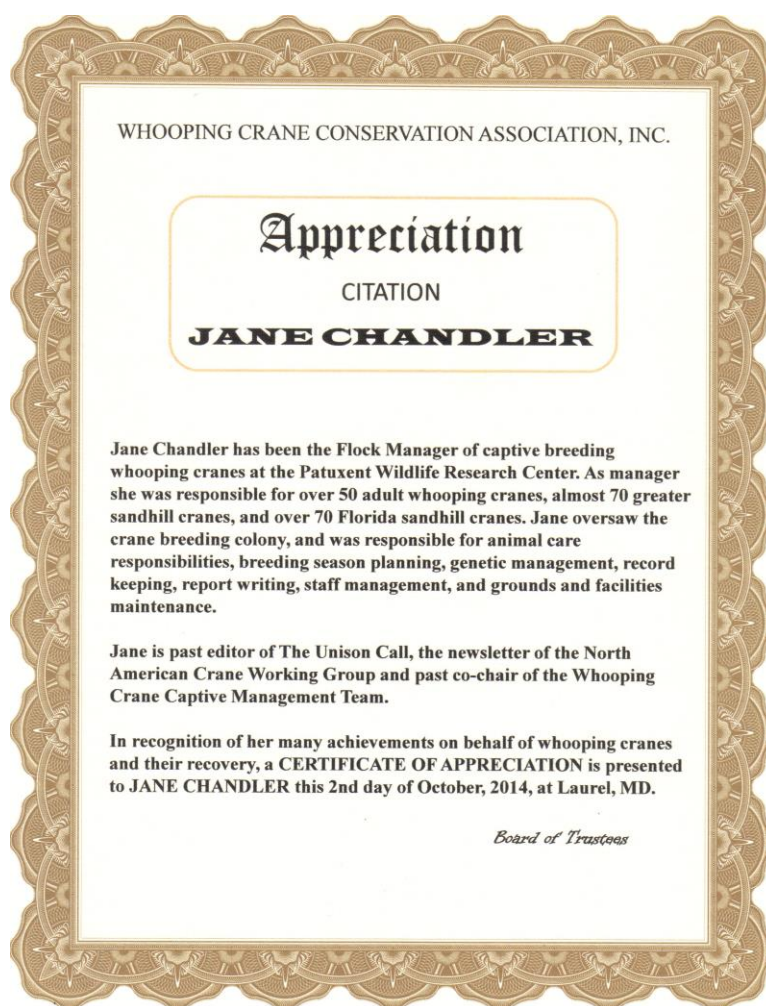 WHOOPING CRANE CONSERVATION ASSOCIATION, INC.
Appreciation
CITATION
JANE CHANDLER
Jane Chandler has been the Flock Manager of captive breeding
whooping cranes at the Patuxent Wildlife Research Center. As manager
she was responsible for over 50 adult whooping cranes, almost 70 greater
sandhill cranes, and over 70 Florida sandhill cranes. Jane oversaw the
crane breeding colony, and was responsible for animal care
responsibilities, breeding season planning, genetic management, record
keeping, report writing, staff management, and grounds and facilities
maintenance.
Jane is past editor of The Unison Call, the newsletter of the North
American Crane Working Group and past co-chair of the Whooping
Crane Captive Management Team.
In recognition of her many achievements on behalf of whooping cranes
and their recovery, a CERTIFICATE OF APPRECIATION is presented
to JANE CHANDLER this 2nd day of October, 2014, at Laurel, MD.
Board of Trustees